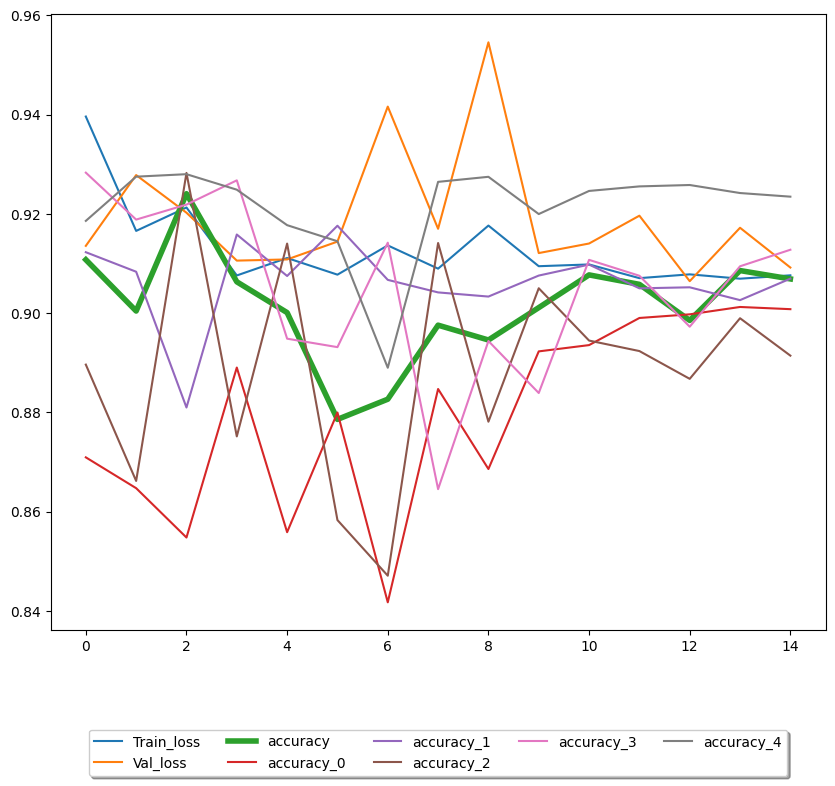 0.96
0.94
0.92
0.90
0.88
0.86
0.84
0 2 4 6 8 10 12 14
Train_loss accuracy accuracy_1 accuracy_3 accuracy_4
Val_loss accuracy_0 accuracy_2